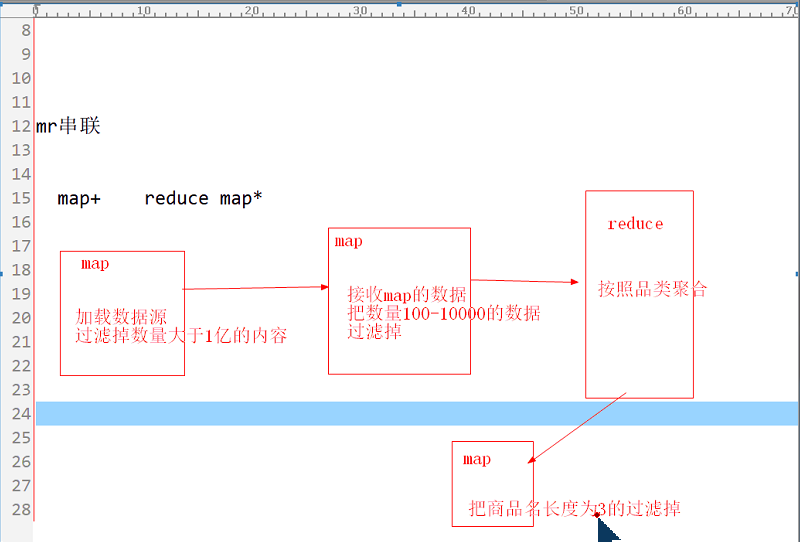 0 10 20 30 40 50 60 70
8
9
10
11
12 mr串联
13
14
15 map+ reduce map*
16
17
18
19
20
21
22
23
24
25
26
27
28
map
加载数据源
过滤掉数量大于1亿的内容
map
接收map的数据
把数量100-10000的数据
过滤掉
reduce
按照品类聚合
map
把商品名长度为3的过滤掉